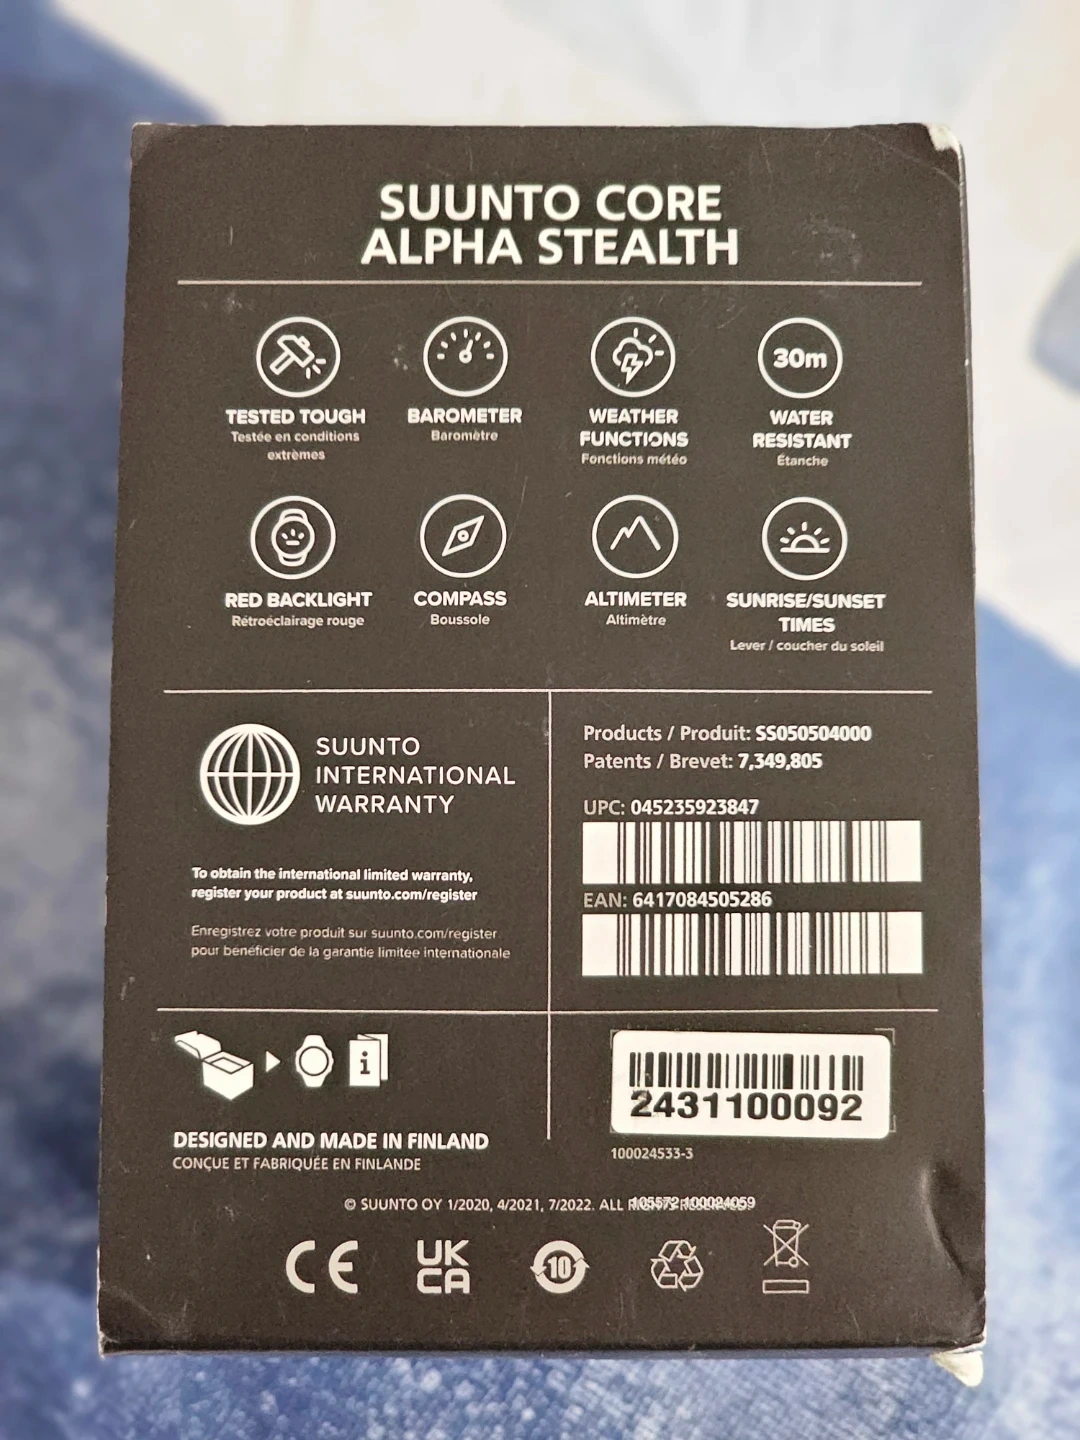 SUUNTO CORE
ALPHA STEALTH
TESTED TOUGH
Testée en conditions
extrèmes
BAROMETER
Baromètre
WEATHER
FUNCTIONS
Fonctions météo
30m
WATER
RESISTANT
Étanche
RED BACKLIGHT
Rétroéclairage rouge
COMPASS
Boussole
ALTIMETER
Altimètre
SUNRISE/SUNSET
TIMES
Lever / coucher du soleil
SUUNTO
INTERNATIONAL
WARRANTY
To obtain the international limited warranty,
register your product at suunto.com/register
Enregistrez votre produit sur suunto.com/register
pour bénéficier de la garantie limitee internationale
Products / Produit: SS050504000
Patents / Brevet: 7,349,805
UPC: 045235923847
EAN: 6417084505286
i
DESIGNED AND MADE IN FINLAND
CONÇUE ET FABRIQUÉE EN FINLANDE
2431100092
100024533-3
© SUUNTO OY 1/2020, 4/2021, 7/2022. ALL
105572 100024059
CE
UK
CA
10